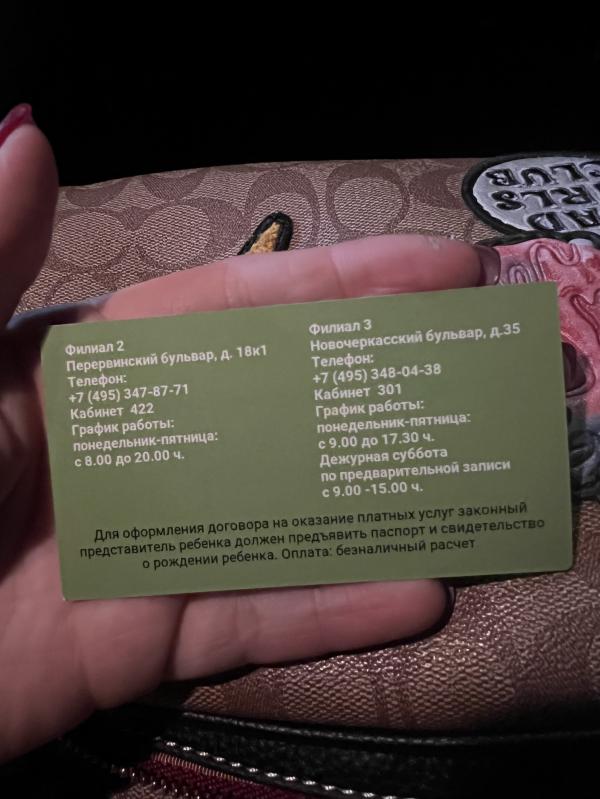 Филиал 2
Перервинский бульвар, д. 18к1
Телефон:
+7 (495) 347-87-71
Кабинет 422
График работы:
понедельник-пятница:
с 8.00 до 20.00 ч.
Филиал 3
Новочеркасский бульвар, д.35
Телефон:
+7 (495) 348-04-38
Кабинет 301
График работы:
понедельник-пятница:
с 9.00 до 17.30 ч.
Дежурная суббота
по предварительной записи
с 9.00 -15.00 ч.
Для оформления договора на оказание платных услуг законный
представитель ребенка должен предъявить паспорт и свидетельство
о рождении ребенка. Оплата: безналичный расчет
CLUB